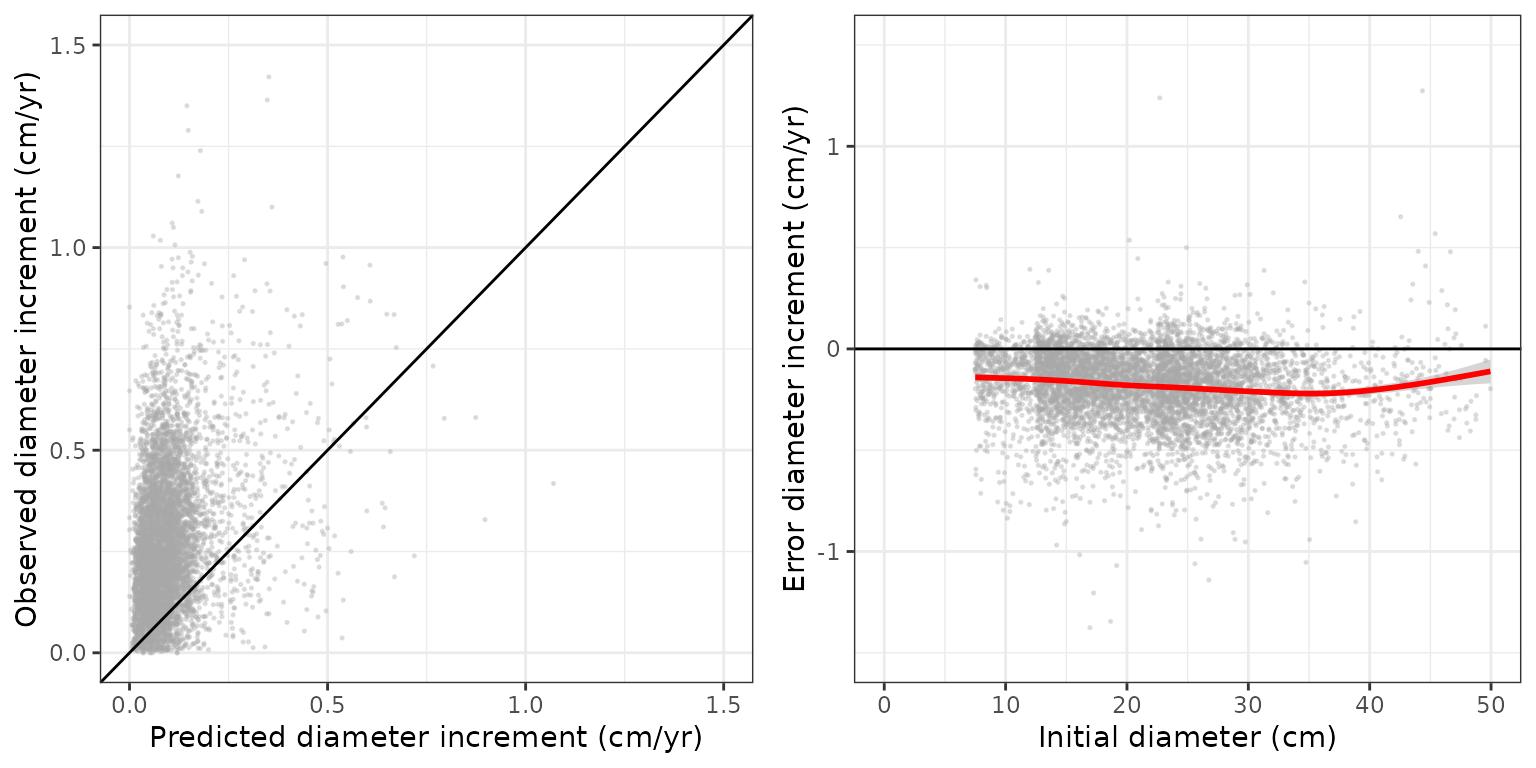 Observed diameter increment (cm/yr)
1.5
1.0
0.5
0.0
0.0 0.5 1.0 1.5
Predicted diameter increment (cm/yr)
Error diameter increment (cm/yr)
1
0
-1
0 10 20 30 40 50
Initial diameter (cm)